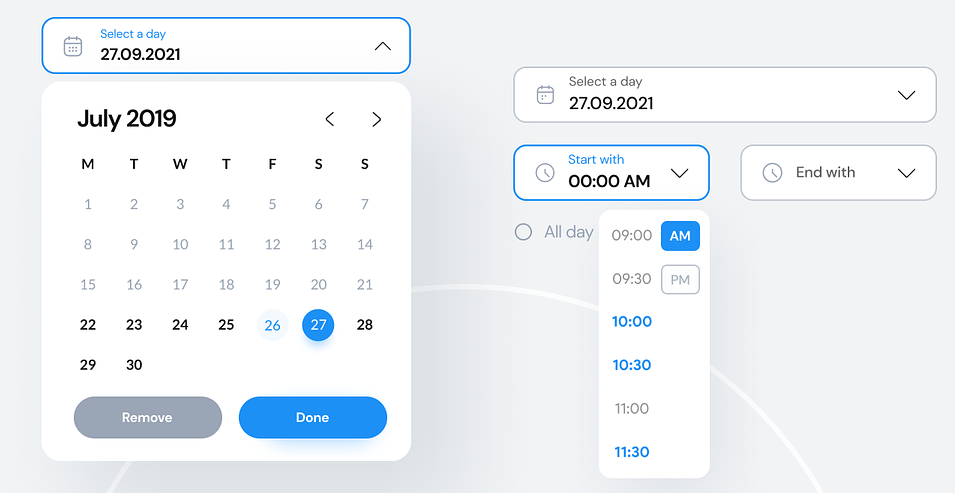 Select a day
27.09.2021
July 2019
M T W T F S S
1 2 3 4 5 6 7
8 9 10 11 12 13 14
15 16 17 18 19 20 21
22 23 24 25 26 27 28
29 30
Remove Done
Select a day
27.09.2021
Start with
00:00 AM
End with
All day
09:00 AM
09:30 PM
10:00
10:30
11:00
11:30